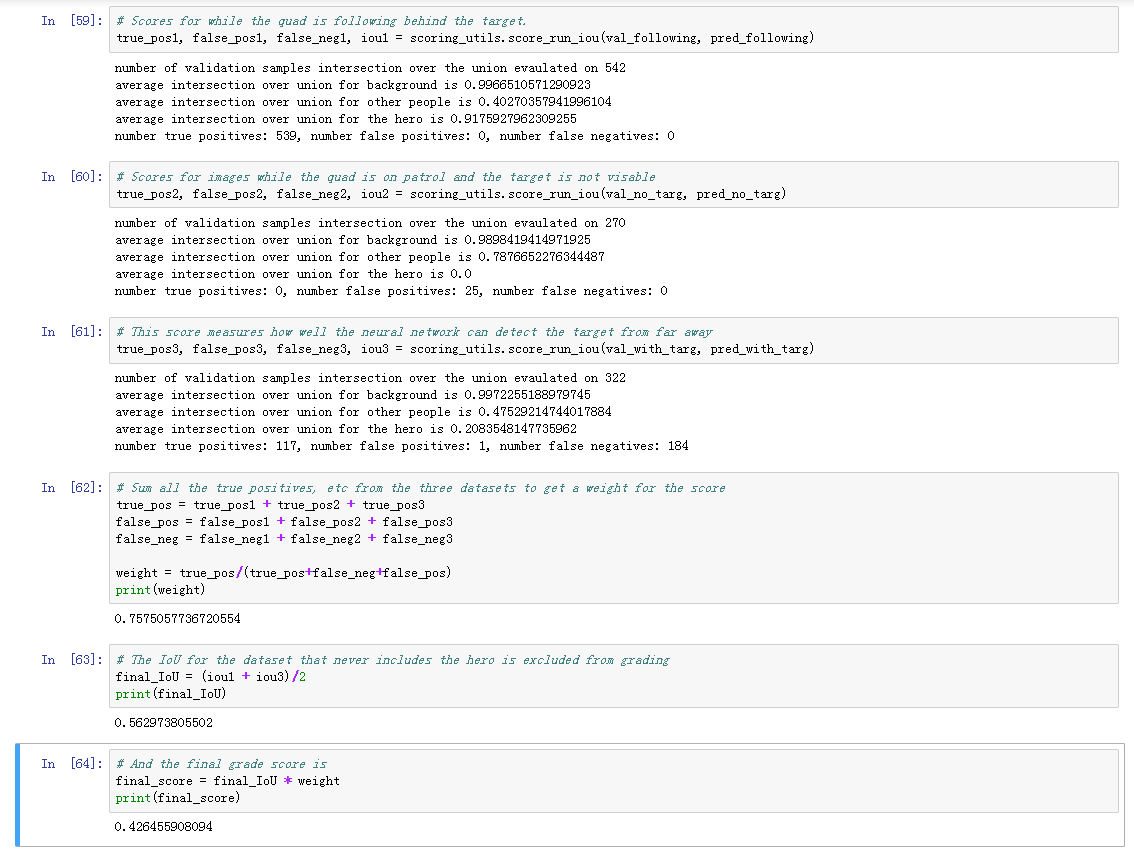 In [59]: # Scores for while the quad is following behind the target.
true_pos1, false_pos1, false_neg1, iou1 = scoring_utils.score_run_iou(val_following, pred_following)
number of validation samples intersection over the union evaulated on 542
average intersection over union for background is 0.9966510571290923
average intersection over union for other people is 0.40270357941996104
average intersection over union for the hero is 0.9175927962309255
number true positives: 539, number false positives: 0, number false negatives: 0
In [60]: # Scores for images while the quad is on patrol and the target is not visable
true_pos2, false_pos2, false_neg2, iou2 = scoring_utils.score_run_iou(val_no_targ, pred_no_targ)
number of validation samples intersection over the union evaulated on 270
average intersection over union for background is 0.9898419414971925
average intersection over union for other people is 0.7876652276344487
average intersection over union for the hero is 0.0
number true positives: 0, number false positives: 25, number false negatives: 0
In [61]: # This score measures how well the neural network can detect the target from far away
true_pos3, false_pos3, false_neg3, iou3 = scoring_utils.score_run_iou(val_with_targ, pred_with_targ)
number of validation samples intersection over the union evaulated on 322
average intersection over union for background is 0.9972255188979745
average intersection over union for other people is 0.47529214744017884
average intersection over union for the hero is 0.2083548147735962
number true positives: 117, number false positives: 1, number false negatives: 184
In [62]: # Sum all the true positives, etc from the three datasets to get a weight for the score
true_pos = true_pos1 + true_pos2 + true_pos3
false_pos = false_pos1 + false_pos2 + false_pos3
false_neg = false_neg1 + false_neg2 + false_neg3
weight = true_pos/(true_pos+false_neg+false_pos)
print(weight)
0.7575057736720554
In [63]: # The IoU for the dataset that never includes the hero is excluded from grading
final_IoU = (iou1 + iou3)/2
print(final_IoU)
0.562973805502
In [64]: # And the final grade score is
final_score = final_IoU * weight
print(final_score)
0.426455908094